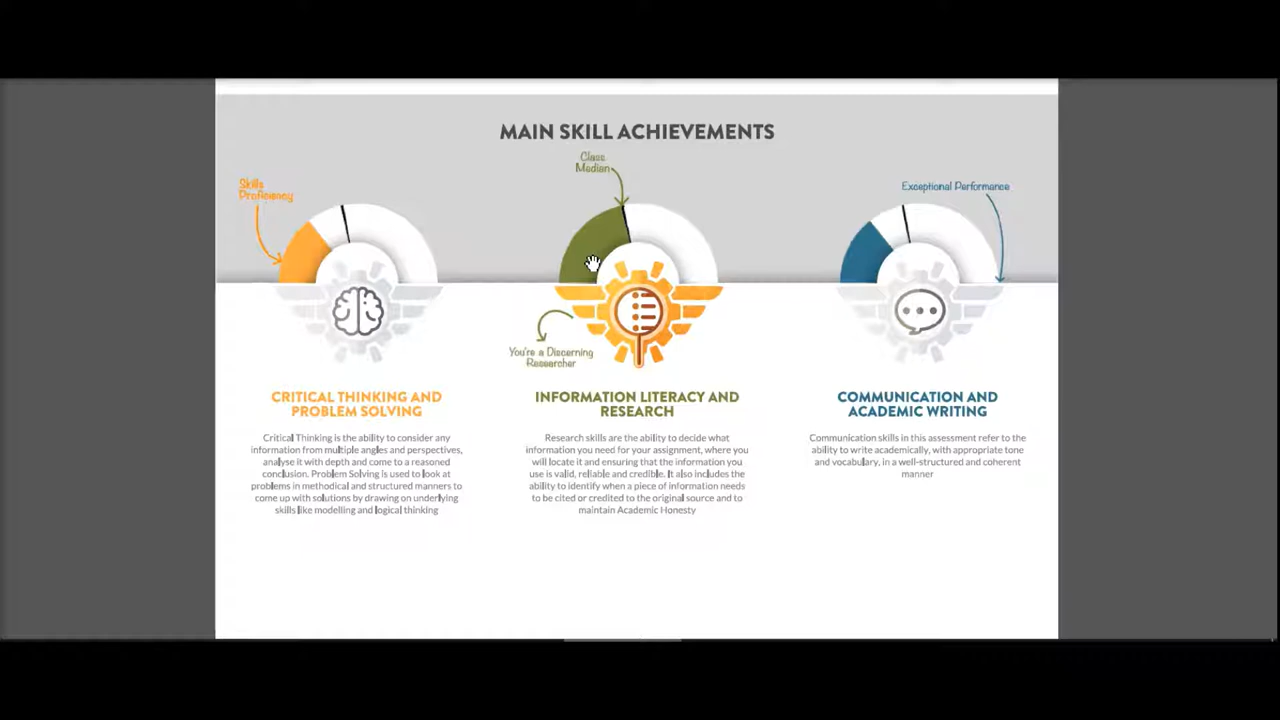 MAIN SKILL ACHIEVEMENTS
Skills
Proficiency
Class
Median
Exceptional Performance
You're a Discerning
Researcher
CRITICAL THINKING AND
PROBLEM SOLVING
Critical Thinking is the ability to consider any
information from multiple angles and perspectives,
analyse it with depth and come to a reasoned
conclusion. Problem Solving is used to look at
problems in methodical and structured manners to
come up with solutions by drawing on underlying
skills like modelling and logical thinking
INFORMATION LITERACY AND
RESEARCH
Research skills are the ability to decide what
information you need for your assignment, where you
will locate it and ensuring that the information you
use is valid, reliable and credible. It also includes the
ability to identify when a piece of information needs
to be cited or credited to the original source and to
maintain Academic Honesty
COMMUNICATION AND
ACADEMIC WRITING
Communication skills in this assessment refer to the
ability to write academically, with appropriate tone
and vocabulary, in a well-structured and coherent
manner